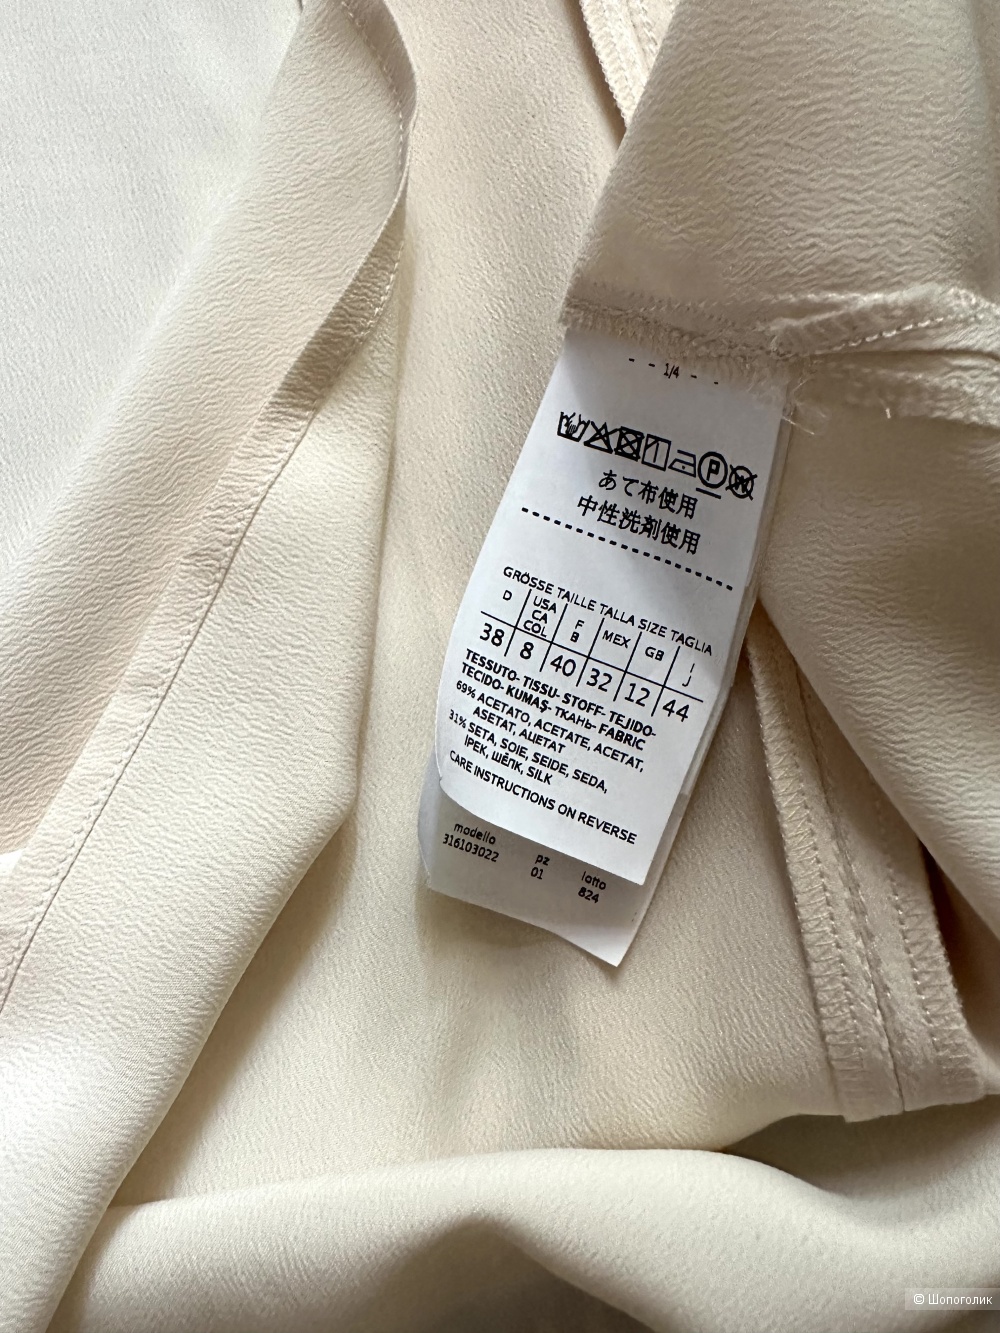 - - 1/4 - -
P
W
あて布使用
中性洗剤使用
GRÖSSE TAILLE TALLA SIZE TAGLIA
D USA CA COL F B MEX GB I J
38 8 40 32 12 44
TESSUTO- TISSU- STOFF- TEJIDO-
TECIDO- KUMAŞ- ТКАНЬ- FABRIC
69% ACETATO, ACETATE, ACETAT,
ASETAT, АЦЕТАТ
31% SETA, SOIE, SEIDE, SEDA,
İPEK, ШЁЛК, SILK
CARE INSTRUCTIONS ON REVERSE
modello pz lotto
316103022 01 824
© Шопоголик